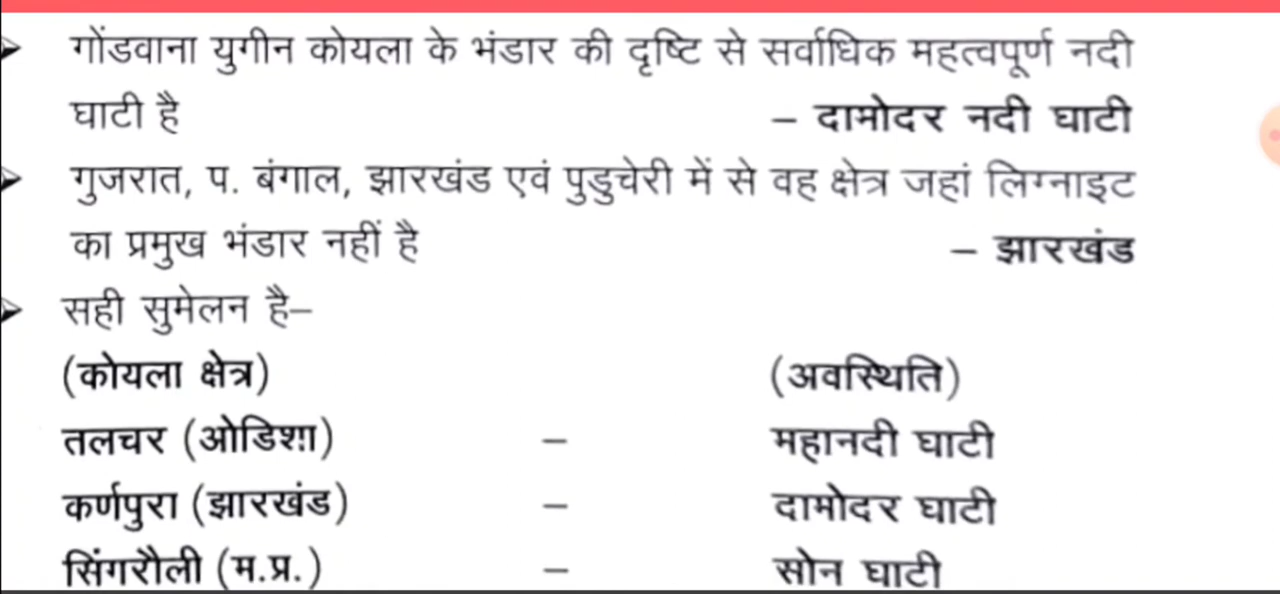 ➤ गोंडवाना युगीन कोयला के भंडार की दृष्टि से सर्वाधिक महत्वपूर्ण नदी
घाटी है – दामोदर नदी घाटी
➤ गुजरात, प. बंगाल, झारखंड एवं पुडुचेरी में से वह क्षेत्र जहां लिग्नाइट
का प्रमुख भंडार नहीं है – झारखंड
➤ सही सुमेलन है–
(कोयला क्षेत्र) (अवस्थिति)
तलचर (ओडिशा) – महानदी घाटी
कर्णपुरा (झारखंड) – दामोदर घाटी
सिंगरौली (म.प्र.) – सोन घाटी